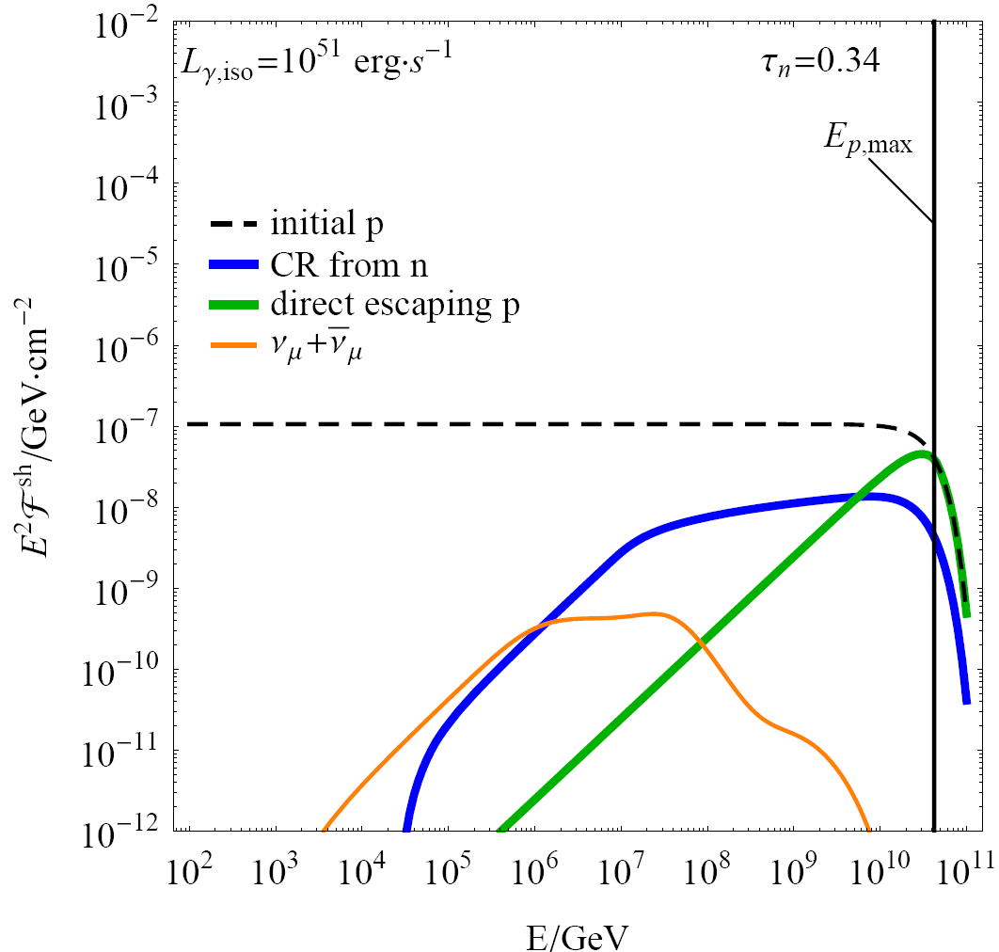 L_γ,iso=10^51 erg·s^−1
τ_n=0.34
E_p,max
initial p
CR from n
direct escaping p
ν_μ+ν̅_μ
E^2 ℱ^sh/GeV·cm^−2
10^−2
10^−3
10^−4
10^−5
10^−6
10^−7
10^−8
10^−9
10^−10
10^−11
10^−12
10^2 10^3 10^4 10^5 10^6 10^7 10^8 10^9 10^10 10^11
E/GeV